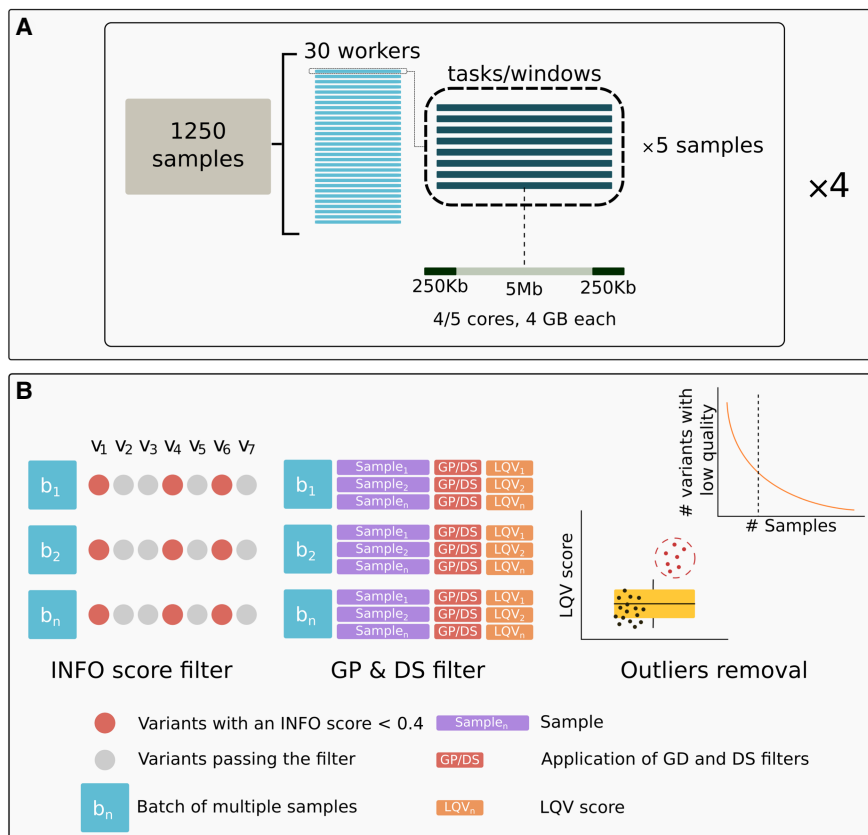 A
30 workers
tasks/windows
1250
samples
×5 samples
×4
250Kb
5Mb
250Kb
4/5 cores, 4 GB each
B
# variants with
low quality
# Samples
V1 V2 V3 V4 V5 V6 V7
b1
b2
bn
b1
Sample1 GP/DS LQV1
Sample2 GP/DS LQV2
Samplen GP/DS LQVn
b2
Sample1 GP/DS LQV1
Sample2 GP/DS LQV2
Samplen GP/DS LQVn
bn
Sample1 GP/DS LQV2
Sample2 GP/DS LQV2
Samplen GP/DS LQVn
LQV score
INFO score filter
GP & DS filter
Outliers removal
Variants with an INFO score < 0.4
Samplen Sample
Variants passing the filter
GP/DS Application of GD and DS filters
bn Batch of multiple samples
LQVn LQV score